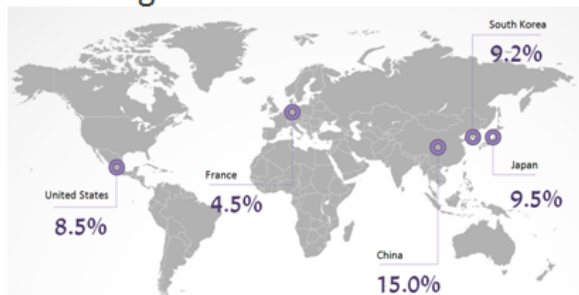 South Korea
9.2%
Japan
9.5%
France
4.5%
United States
8.5%
China
15.0%